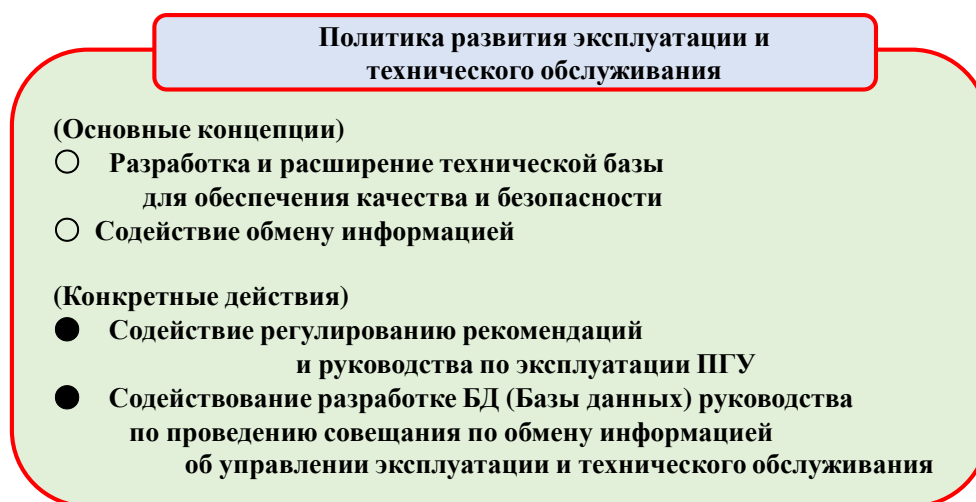 Политика развития эксплуатации и
технического обслуживания
(Основные концепции)
○ Разработка и расширение технической базы
для обеспечения качества и безопасности
○ Содействие обмену информацией
(Конкретные действия)
● Содействие регулированию рекомендаций
и руководства по эксплуатации ПГУ
● Содействование разработке БД (Базы данных) руководства
по проведению совещания по обмену информацией
об управлении эксплуатации и технического обслуживания